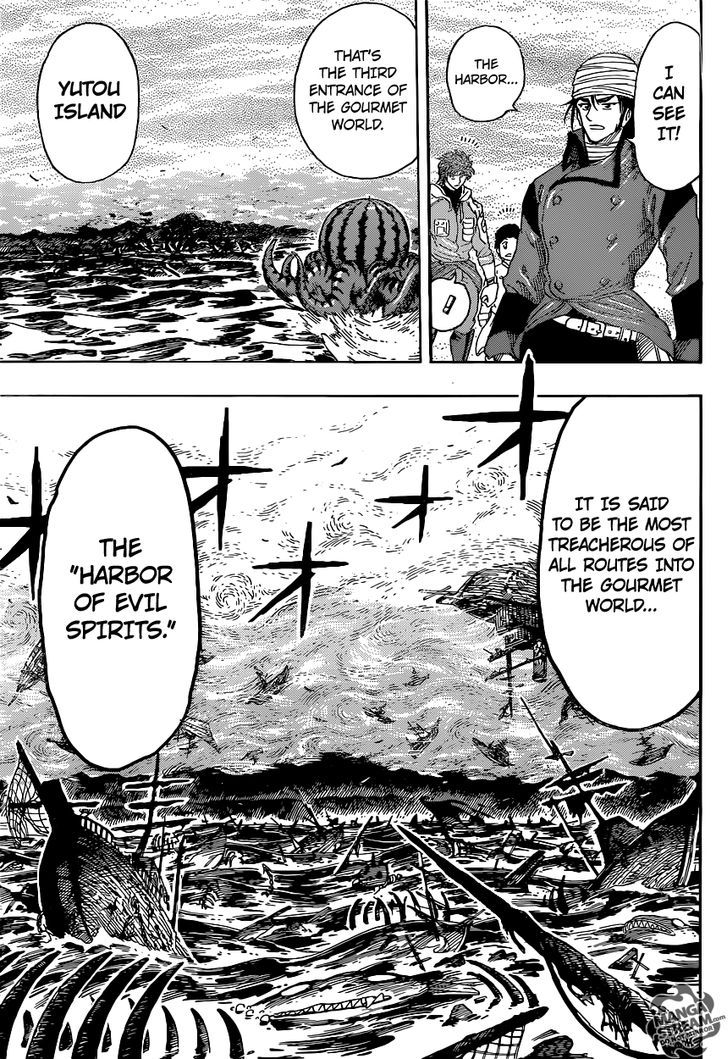 I
CAN
SEE
IT!
THE
HARBOR...
!
THAT'S
THE THIRD
ENTRANCE
OF THE
GOURMET
WORLD.
YUTOU
ISLAND
IT IS SAID
TO BE THE MOST
TREACHEROUS OF
ALL ROUTES INTO
THE GOURMET
WORLD...
THE
"HARBOR
OF EVIL
SPIRITS."
MANGA
STREAM
.com